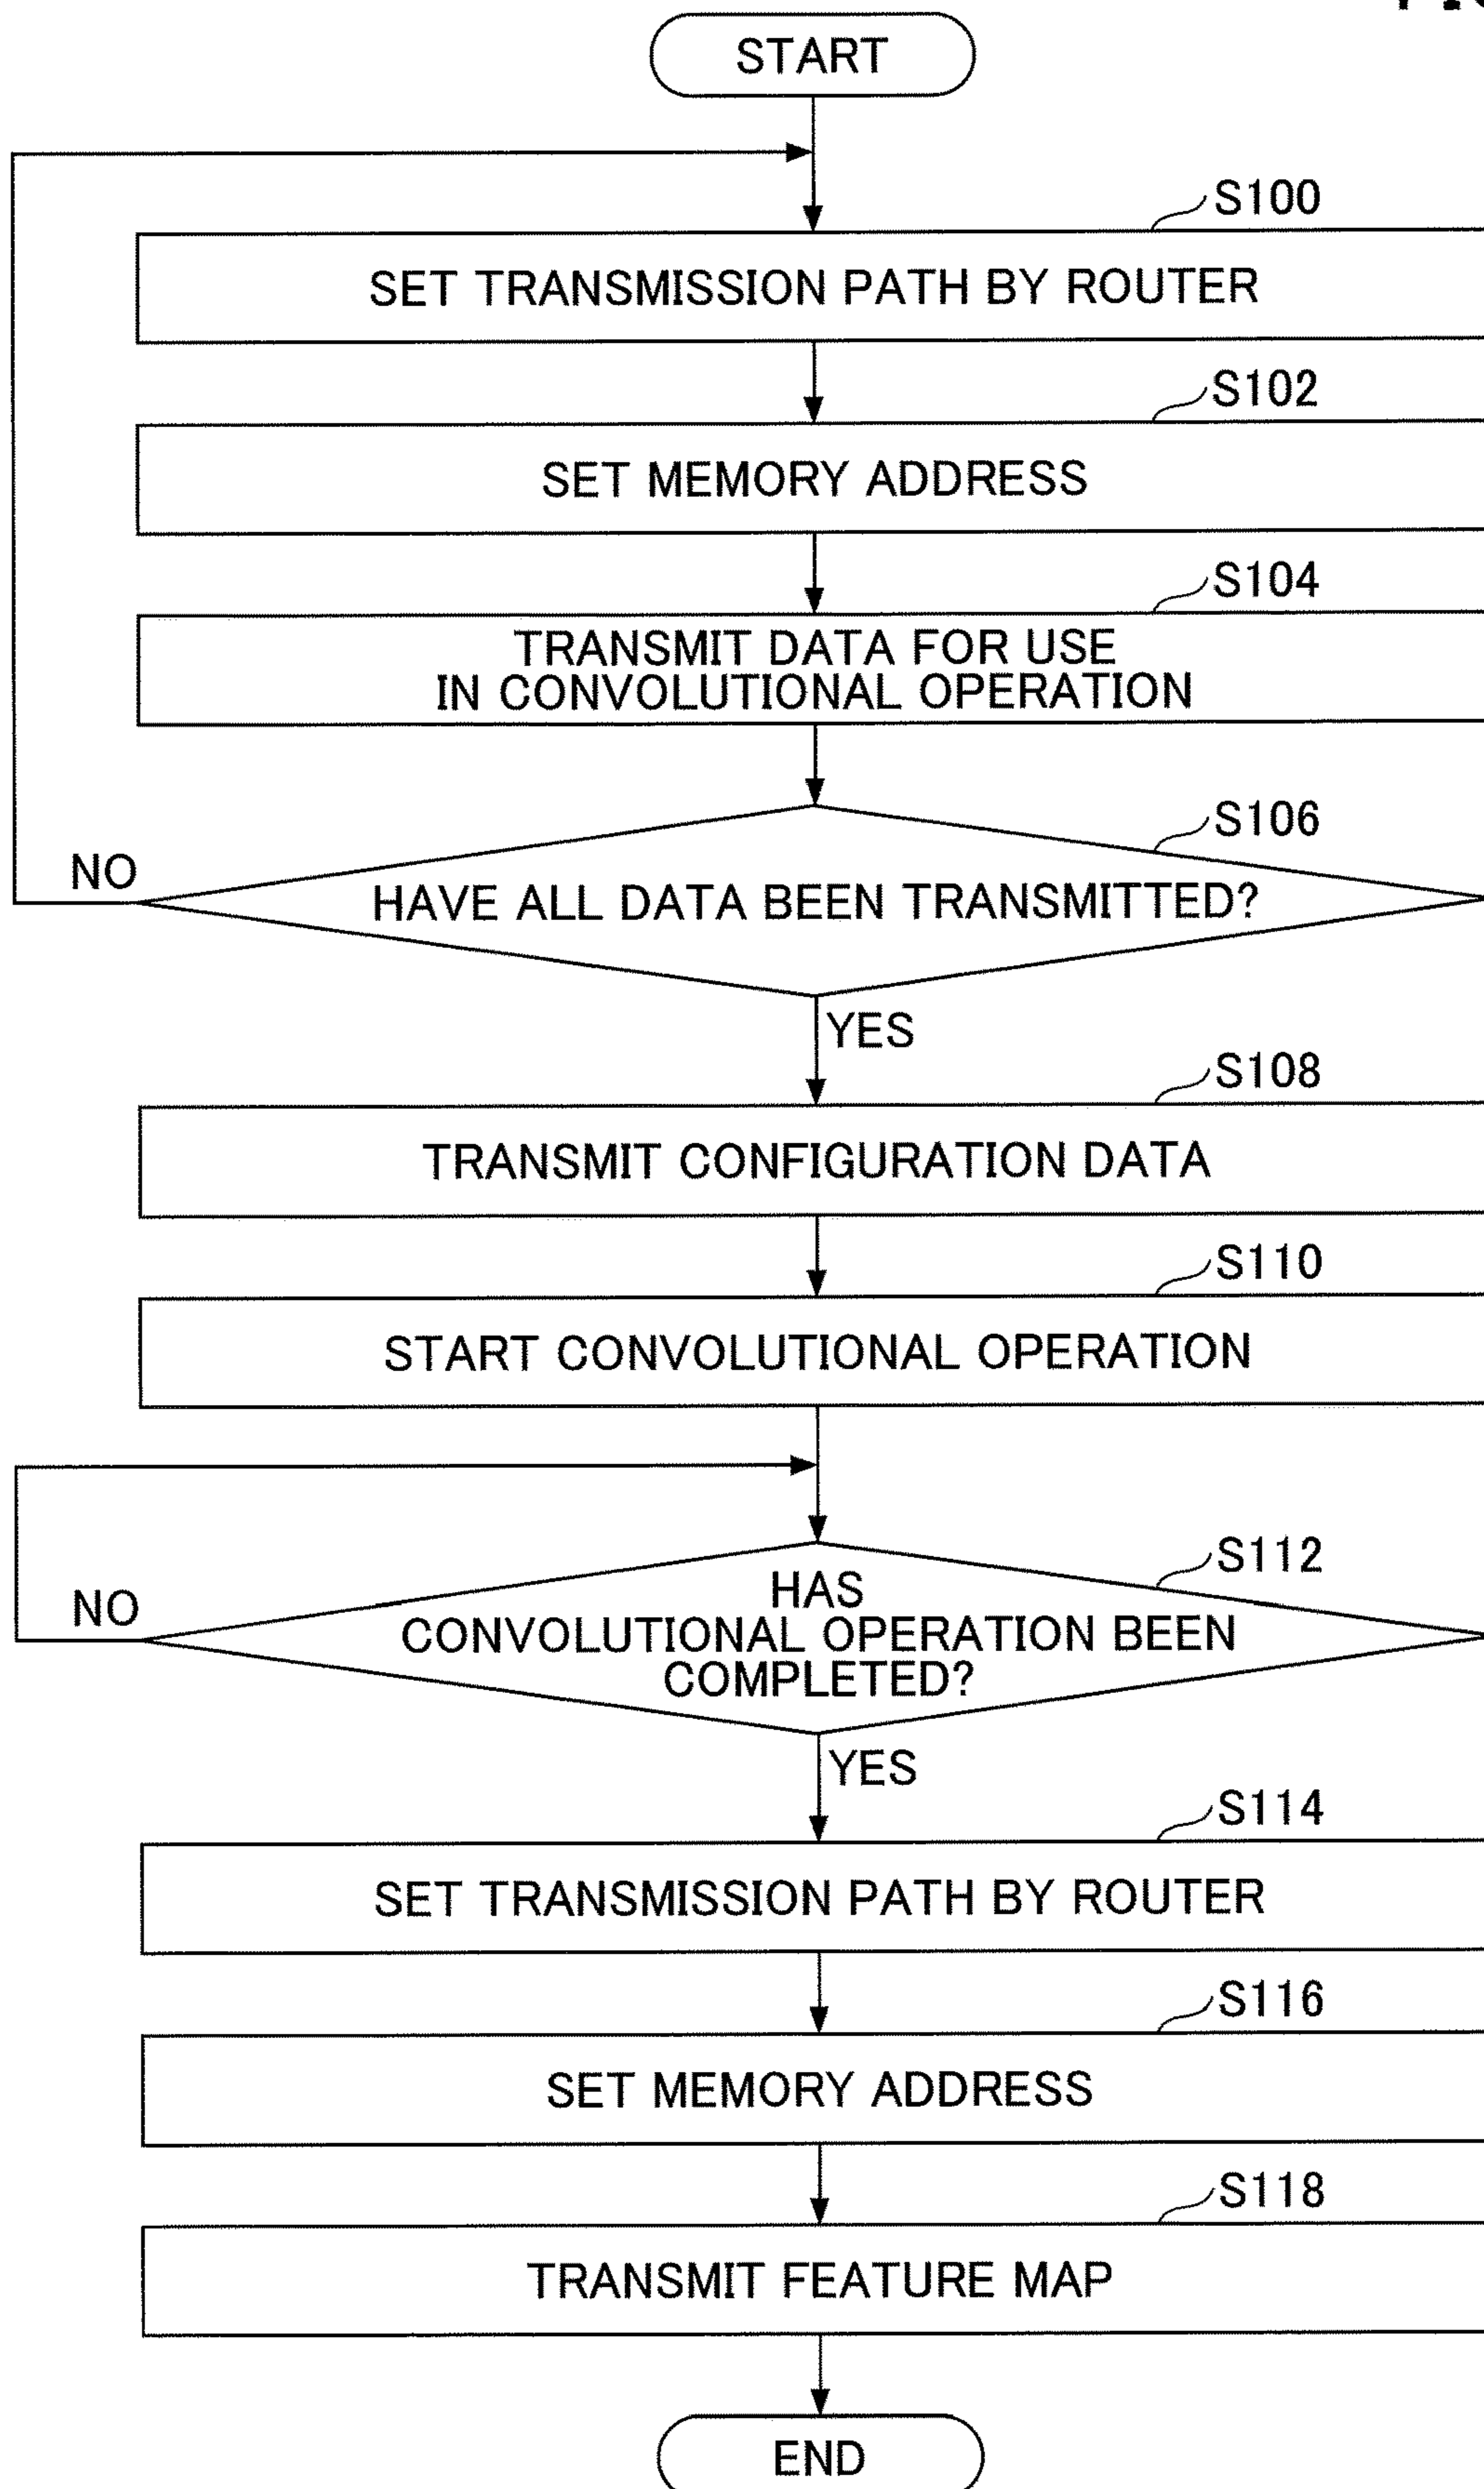 START
S100
SET TRANSMISSION PATH BY ROUTER
S102
SET MEMORY ADDRESS
S104
TRANSMIT DATA FOR USE
IN CONVOLUTIONAL OPERATION
S106
HAVE ALL DATA BEEN TRANSMITTED?
NO
YES
S108
TRANSMIT CONFIGURATION DATA
S110
START CONVOLUTIONAL OPERATION
S112
HAS
CONVOLUTIONAL OPERATION BEEN
COMPLETED?
NO
YES
S114
SET TRANSMISSION PATH BY ROUTER
S116
SET MEMORY ADDRESS
S118
TRANSMIT FEATURE MAP
END